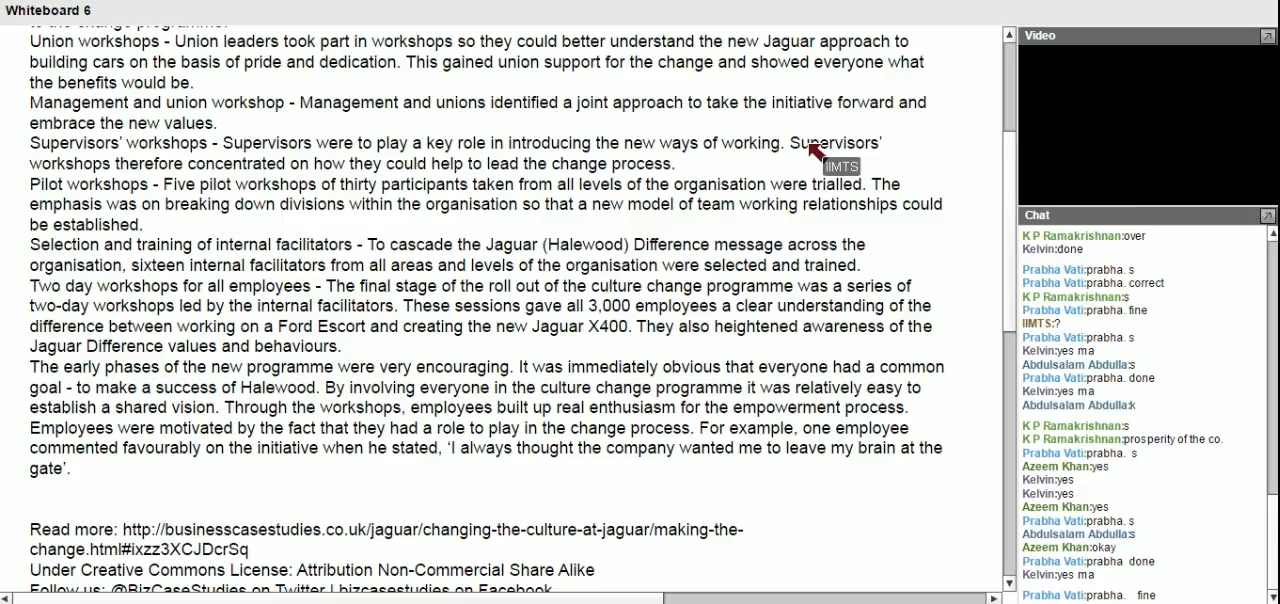 Whiteboard 6
to the change programme.
Union workshops - Union leaders took part in workshops so they could better understand the new Jaguar approach to
building cars on the basis of pride and dedication. This gained union support for the change and showed everyone what
the benefits would be.
Management and union workshop - Management and unions identified a joint approach to take the initiative forward and
embrace the new values.
Supervisors' workshops - Supervisors were to play a key role in introducing the new ways of working. Supervisors'
workshops therefore concentrated on how they could help to lead the change process.
IIMTS
Pilot workshops - Five pilot workshops of thirty participants taken from all levels of the organisation were trialled. The
emphasis was on breaking down divisions within the organisation so that a new model of team working relationships could
be established.
Selection and training of internal facilitators - To cascade the Jaguar (Halewood) Difference message across the
organisation, sixteen internal facilitators from all areas and levels of the organisation were selected and trained.
Two day workshops for all employees - The final stage of the roll out of the culture change programme was a series of
two-day workshops led by the internal facilitators. These sessions gave all 3,000 employees a clear understanding of the
difference between working on a Ford Escort and creating the new Jaguar X400. They also heightened awareness of the
Jaguar Difference values and behaviours.
The early phases of the new programme were very encouraging. It was immediately obvious that everyone had a common
goal - to make a success of Halewood. By involving everyone in the culture change programme it was relatively easy to
establish a shared vision. Through the workshops, employees built up real enthusiasm for the empowerment process.
Employees were motivated by the fact that they had a role to play in the change process. For example, one employee
commented favourably on the initiative when he stated, 'I always thought the company wanted me to leave my brain at the
gate'.
Read more: http://businesscasestudies.co.uk/jaguar/changing-the-culture-at-jaguar/making-the-
change.html#ixzz3XCJDcrSq
Under Creative Commons License: Attribution Non-Commercial Share Alike
Follow us: @BizCaseStudies on Twitter | bizcasestudies on Facebook
Video
Chat
K P Ramakrishnan:over
Kelvin:done
Prabha Vati:prabha. s
Prabha Vati:prabha. correct
K P Ramakrishnan:s
Prabha Vati:prabha. fine
IIMTS:?
Prabha Vati:prabha. s
Kelvin:yes ma
Abdulsalam Abdulla:s
Prabha Vati:prabha. done
Kelvin:yes ma
Abdulsalam Abdulla:k
K P Ramakrishnan:s
K P Ramakrishnan:prosperity of the co.
Prabha Vati:prabha. s
Azeem Khan:yes
Kelvin:yes
Kelvin:yes
Azeem Khan:yes
Prabha Vati:prabha. s
Abdulsalam Abdulla:s
Azeem Khan:okay
Prabha Vati:prabha. done
Kelvin:yes ma
Prabha Vati:prabha. fine